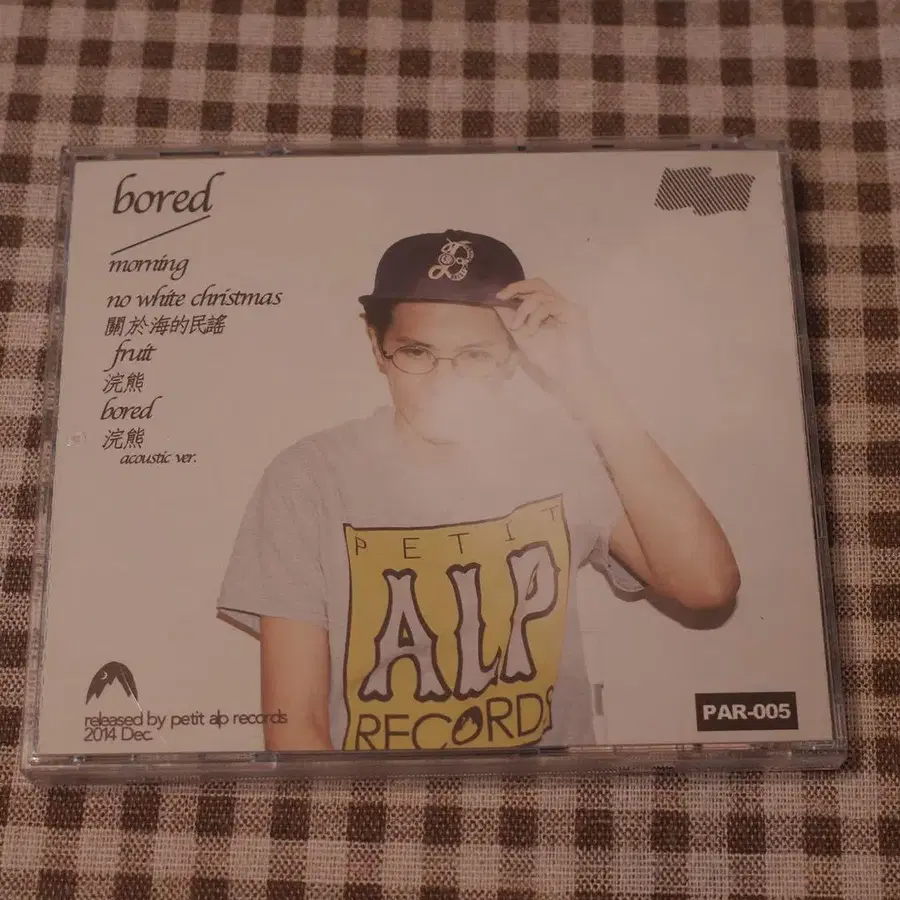 bored
morning
no white christmas
關於海的民謠
fruit
浣熊
bored
浣熊
acoustic ver.
PETIT
ALP
RECORDS
released by petit alp records
2014 Dec.
PAR-005